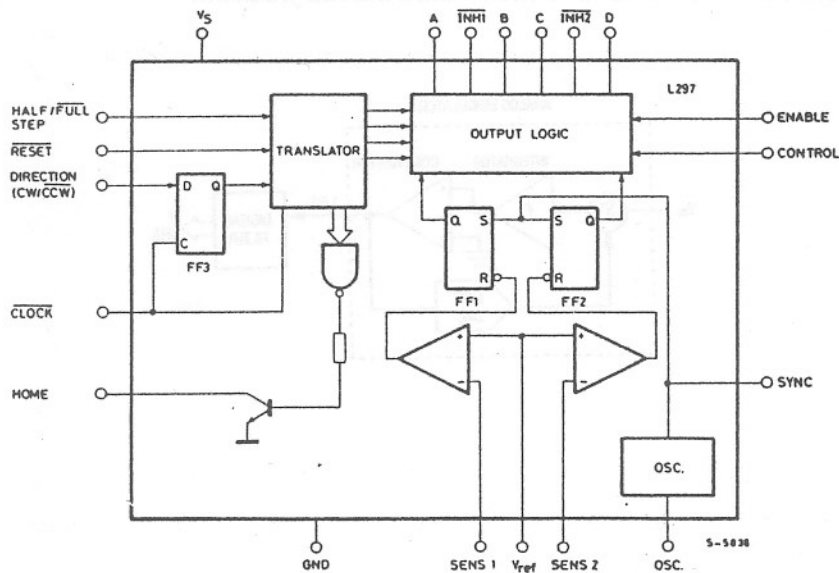 VS
A INH1 B C INH2 D
L297
HALF/FULL
STEP
RESET
DIRECTION
(CW/CCW)
CLOCK
HOME
TRANSLATOR
OUTPUT LOGIC
ENABLE
CONTROL
D Q
C
FF3
Q S
R
FF1
S Q
R
FF2
+
-
+
-
SYNC
OSC.
S-5838
GND
SENS 1
Vref
SENS 2
OSC.